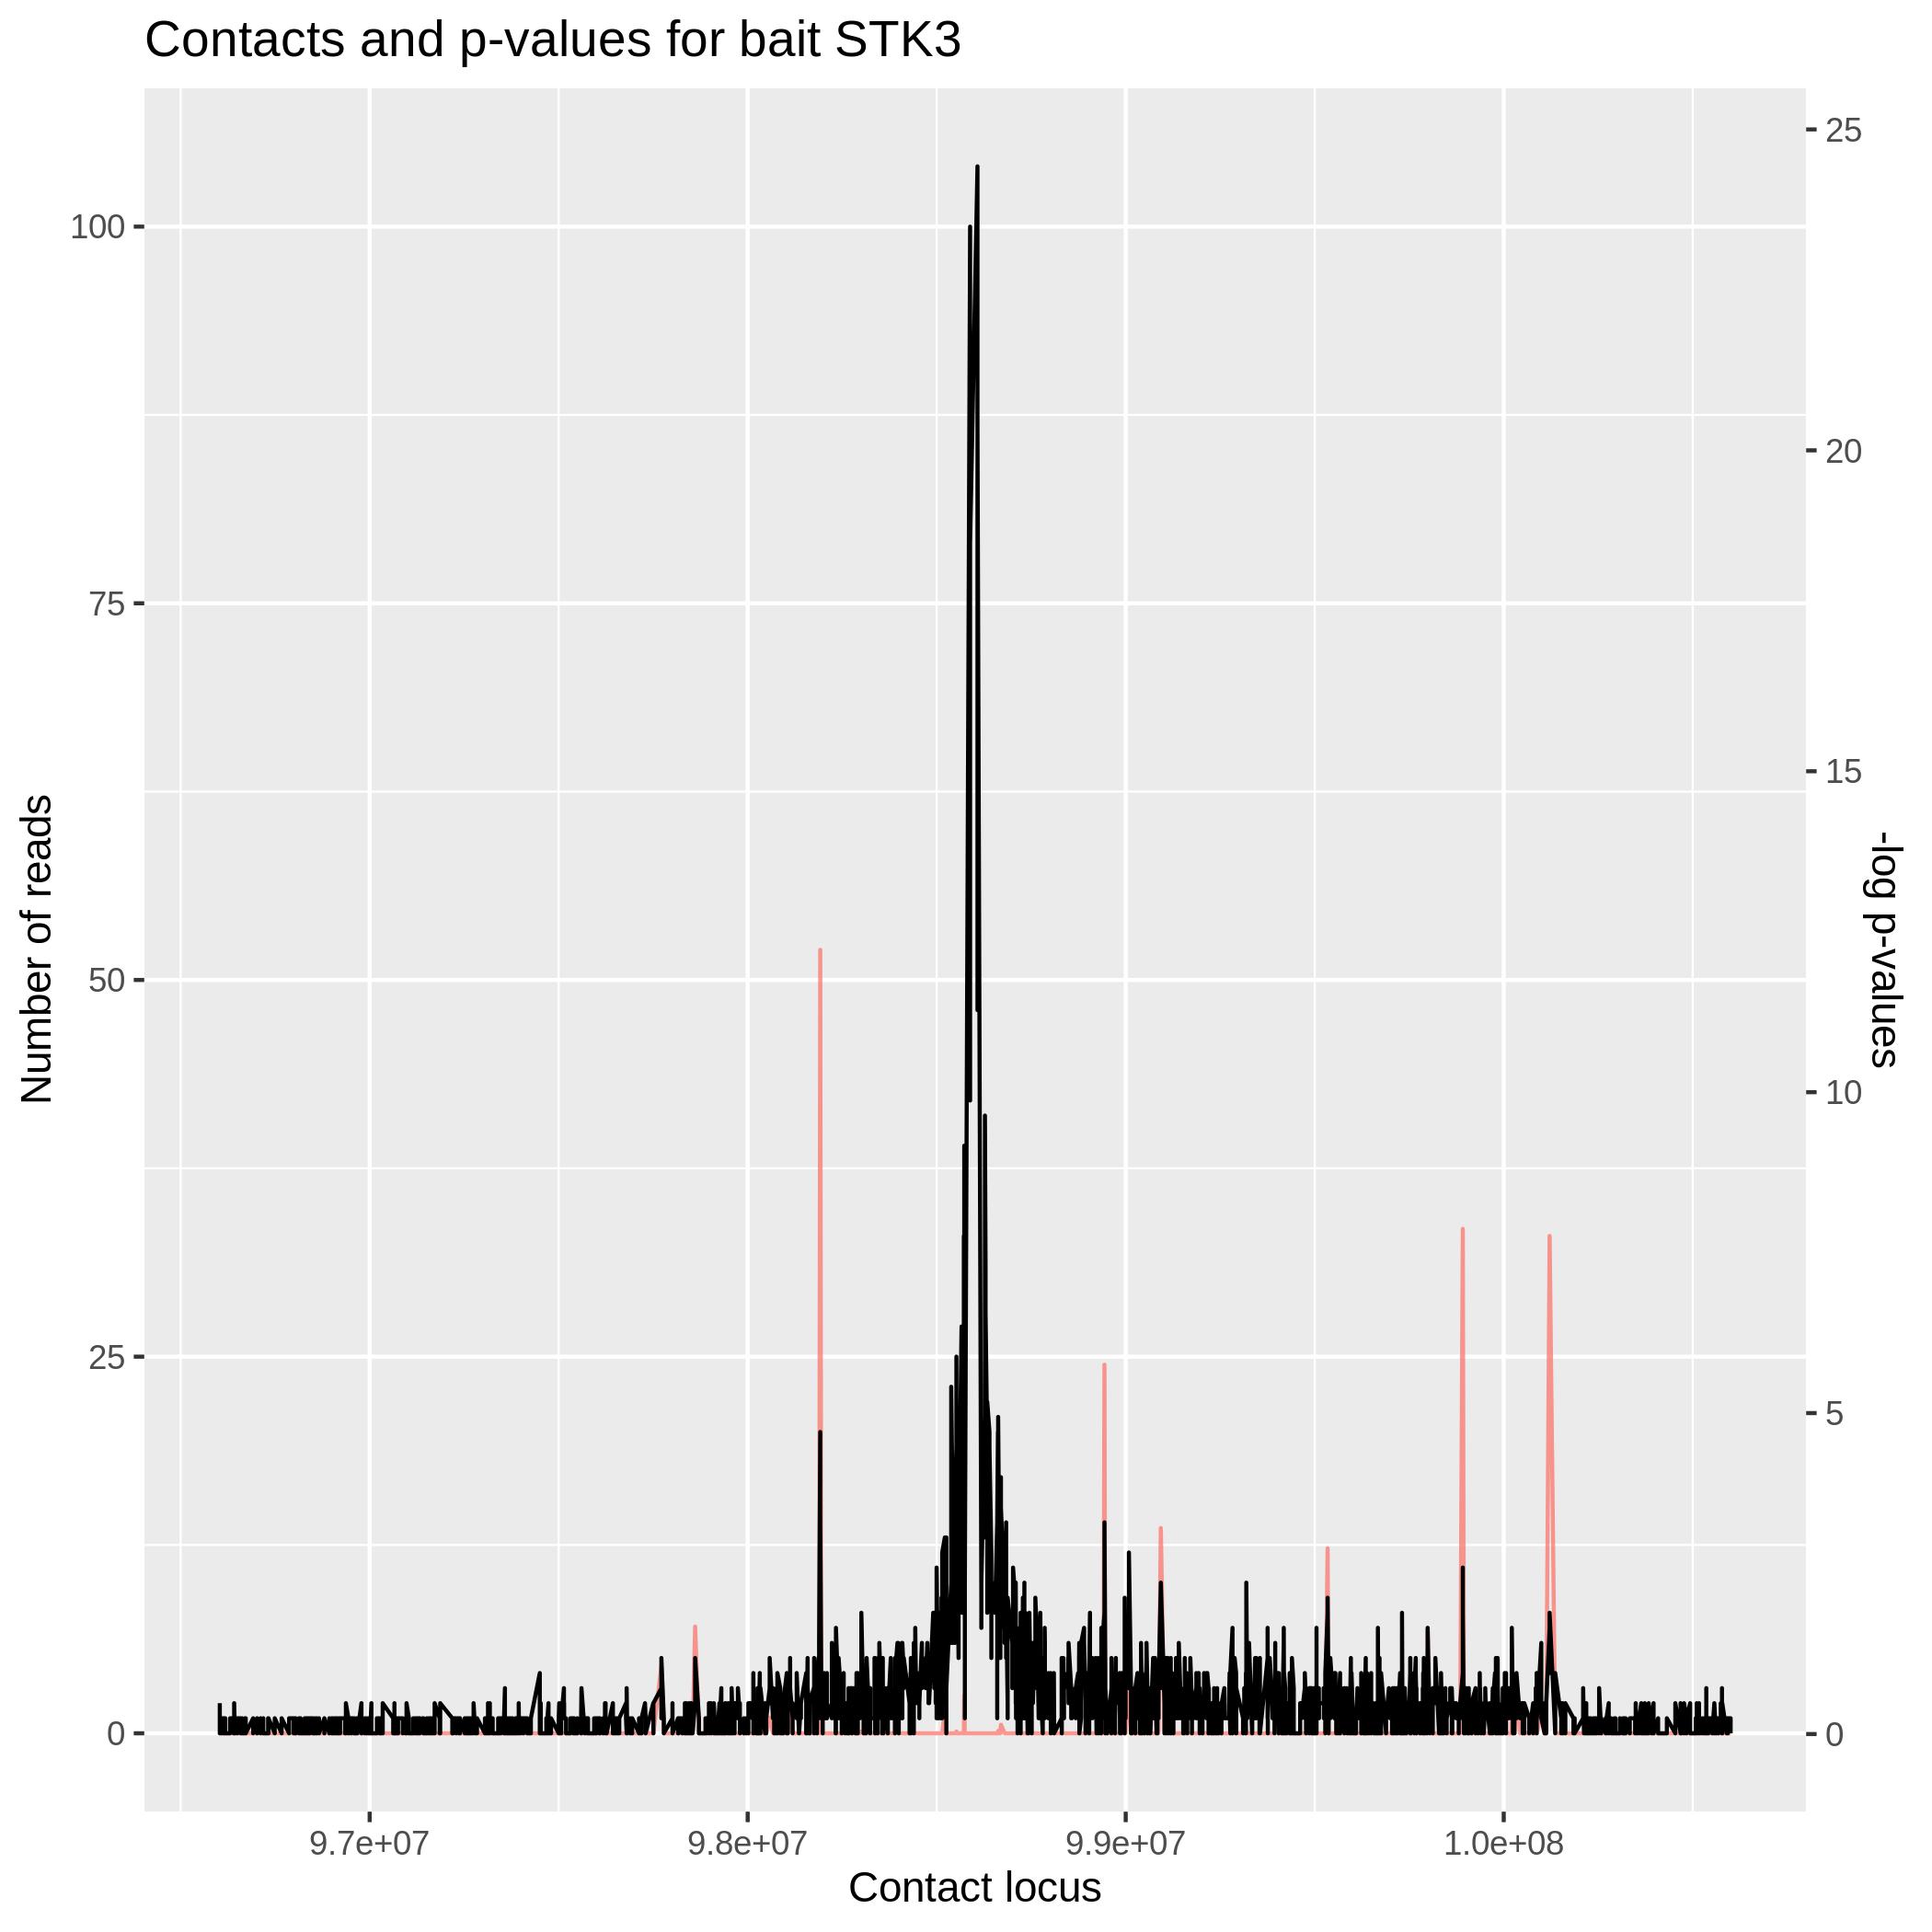 Contacts and p-values for bait STK3
Number of reads
100
75
50
25
0
25
20
15
10
5
0
-log p-values
9.7e+07 9.8e+07 9.9e+07 1.0e+08
Contact locus